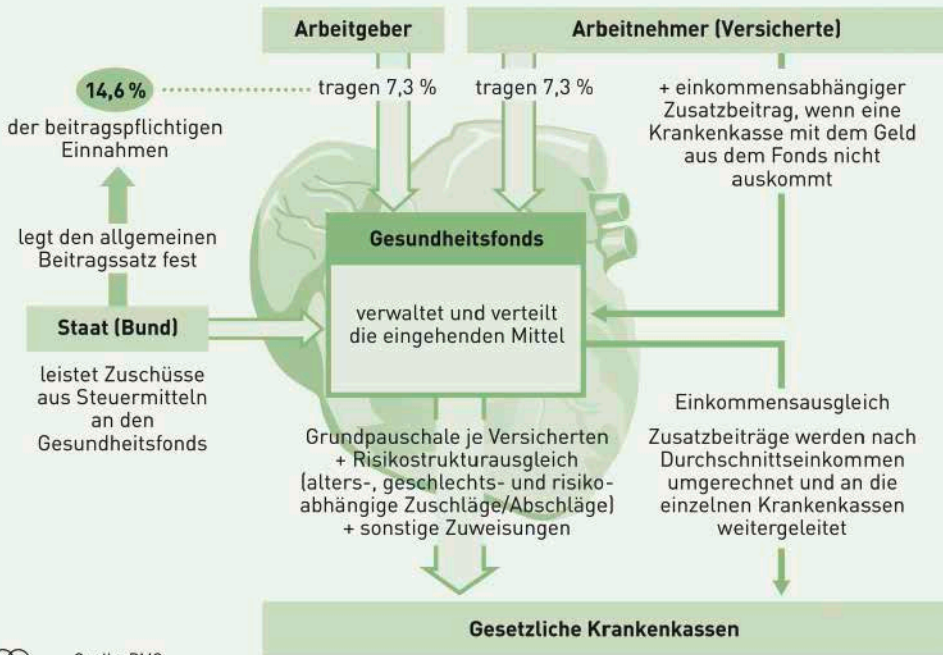 Arbeitgeber
Arbeitnehmer (Versicherte)
14,6 %
der beitragspflichtigen
Einnahmen
tragen 7,3 %
tragen 7,3 %
+ einkommensabhängiger
Zusatzbeitrag, wenn eine
Krankenkasse mit dem Geld
aus dem Fonds nicht
auskommt
legt den allgemeinen
Beitragssatz fest
Gesundheitsfonds
verwaltet und verteilt
die eingehenden Mittel
Staat (Bund)
leistet Zuschüsse
aus Steuermitteln
an den
Gesundheitsfonds
Grundpauschale je Versicherten
+ Risikostrukturausgleich
(alters-, geschlechts- und risiko-
abhängige Zuschläge/Abschläge)
+ sonstige Zuweisungen
Einkommensausgleich
Zusatzbeiträge werden nach
Durchschnittseinkommen
umgerechnet und an die
einzelnen Krankenkassen
weitergeleitet
Gesetzliche Krankenkassen